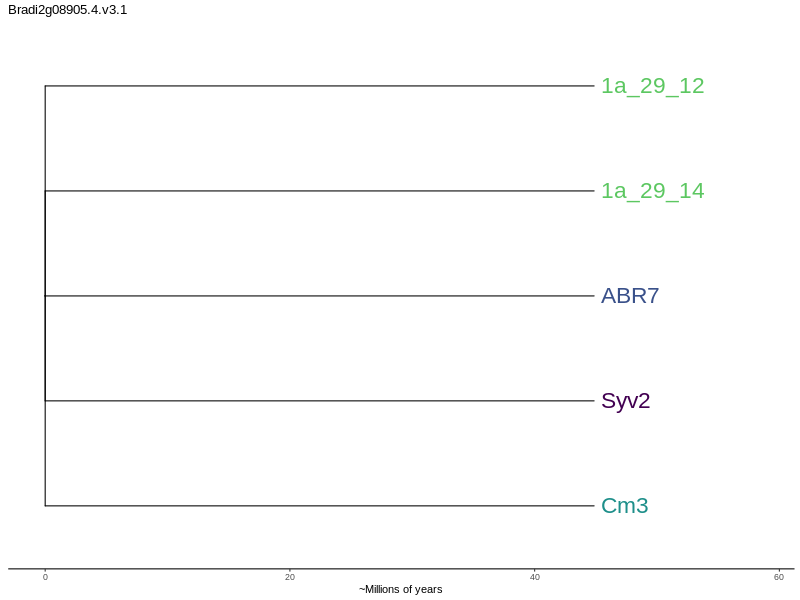 Bradi2g08905.4.v3.1
1a_29_12
1a_29_14
ABR7
Syv2
Cm3
0 20 40 60
~Millions of years